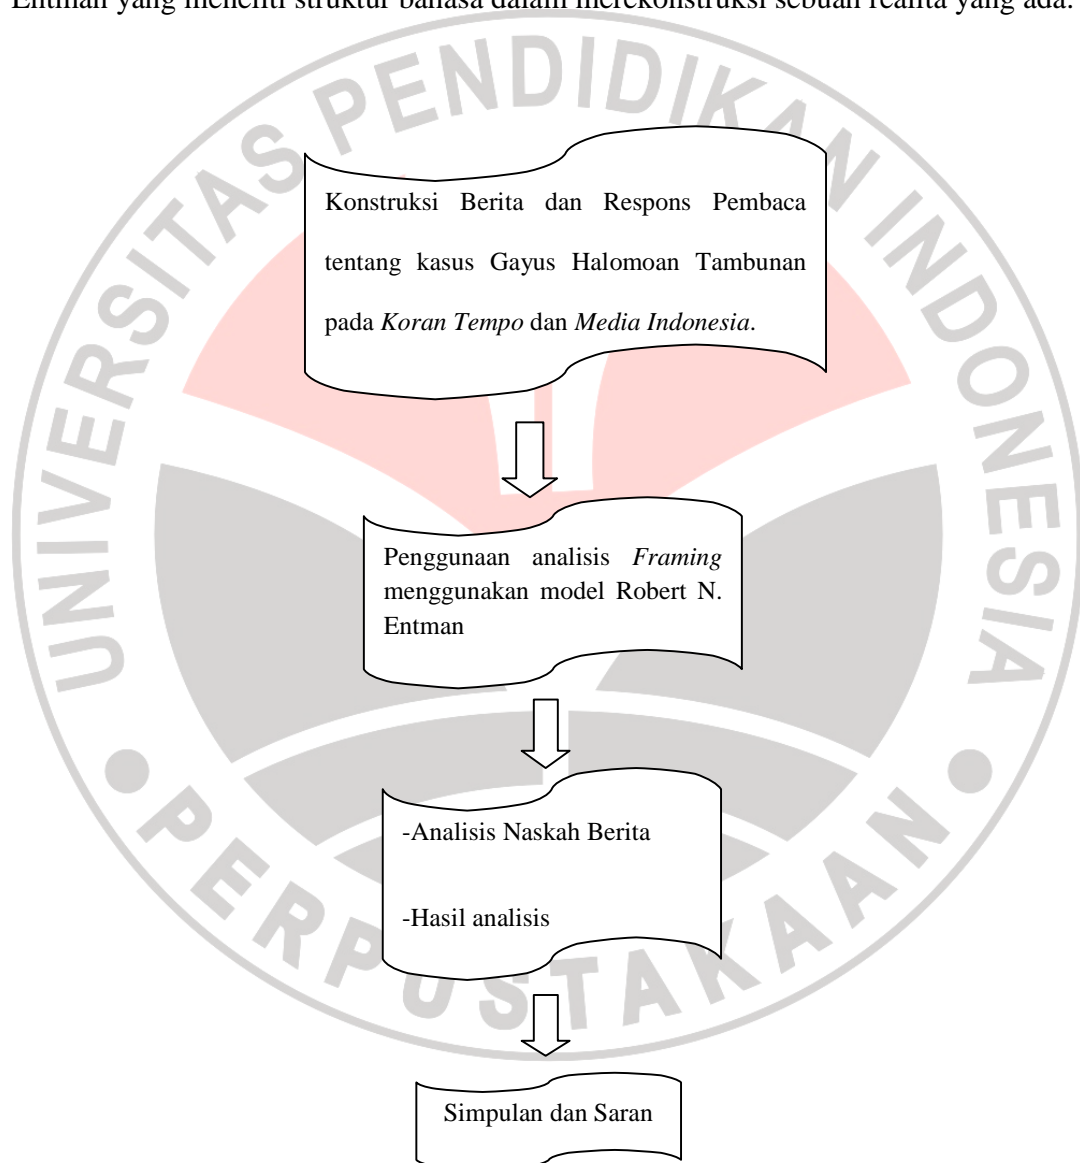 Entman yang meneliti struktur bahasa dalam merekonstruksi sebuah realita yang ada.
UNIVERSITAS PENDIDIKAN INDONESIA
Konstruksi Berita dan Respons Pembaca
tentang kasus Gayus Halomoan Tambunan
pada Koran Tempo dan Media Indonesia.
Penggunaan analisis Framing
menggunakan model Robert N.
Entman
-Analisis Naskah Berita
-Hasil analisis
PERPUSTAKAAN
Simpulan dan Saran